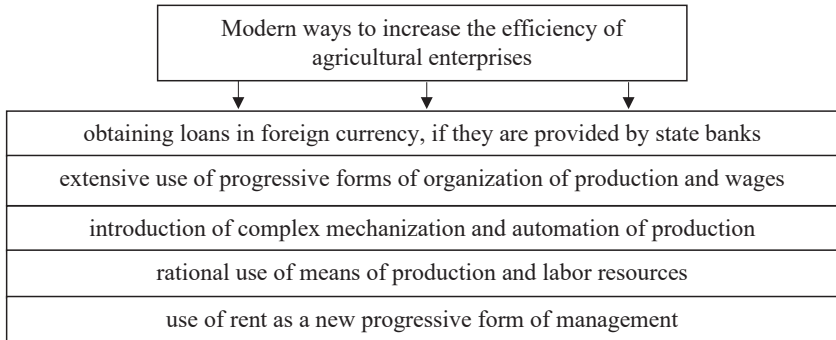 Modern ways to increase the efficiency of
agricultural enterprises
obtaining loans in foreign currency, if they are provided by state banks
extensive use of progressive forms of organization of production and wages
introduction of complex mechanization and automation of production
rational use of means of production and labor resources
use of rent as a new progressive form of management